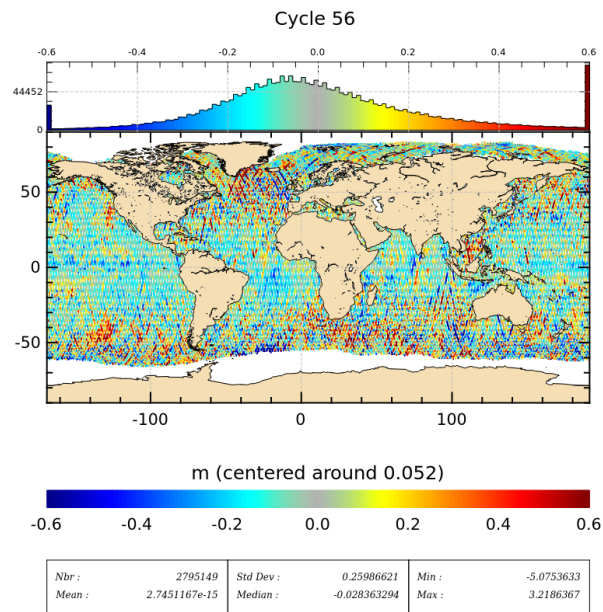 Cycle 56
-0.6 -0.4 -0.2 0.0 0.2 0.4 0.6
44452
0
50
0
-50
-100 0 100
m (centered around 0.052)
-0.6 -0.4 -0.2 0.0 0.2 0.4 0.6
Nbr : 2795149 Std Dev : 0.25986621 Min : -5.0753633
Mean : 2.7451167e-15 Median : -0.028363294 Max : 3.2186367